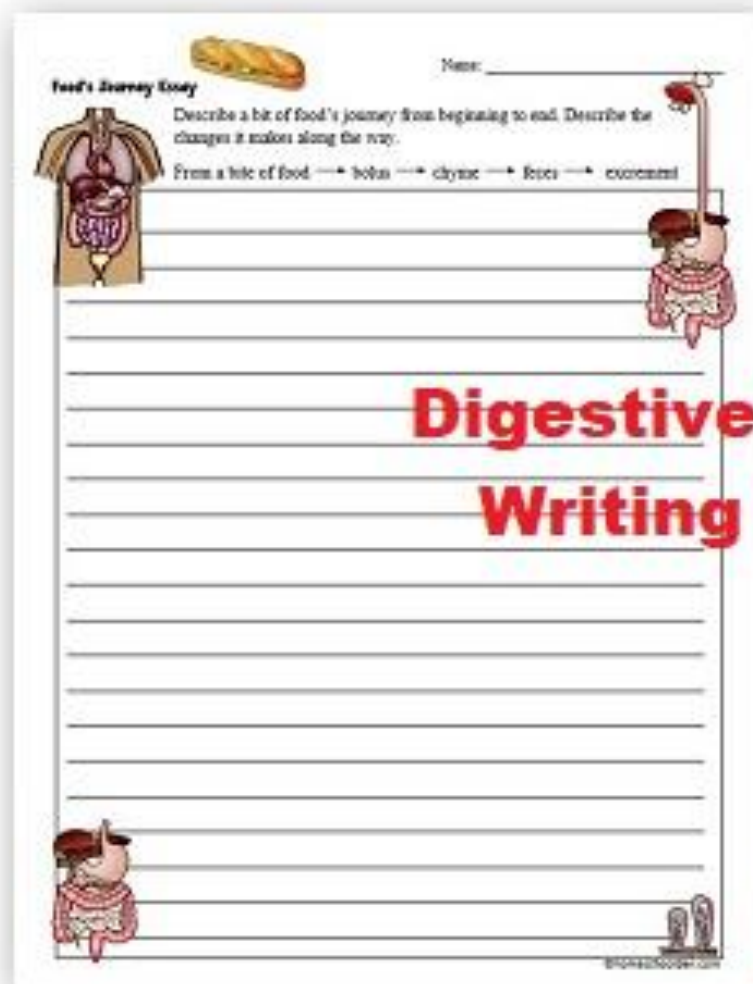 Name:
Food's Journey Essay
Describe a bit of food's journey from beginning to end. Describe the
changes it makes along the way.
From a bite of food → bolus → chyme → feces → excrement
Digestive
Writing